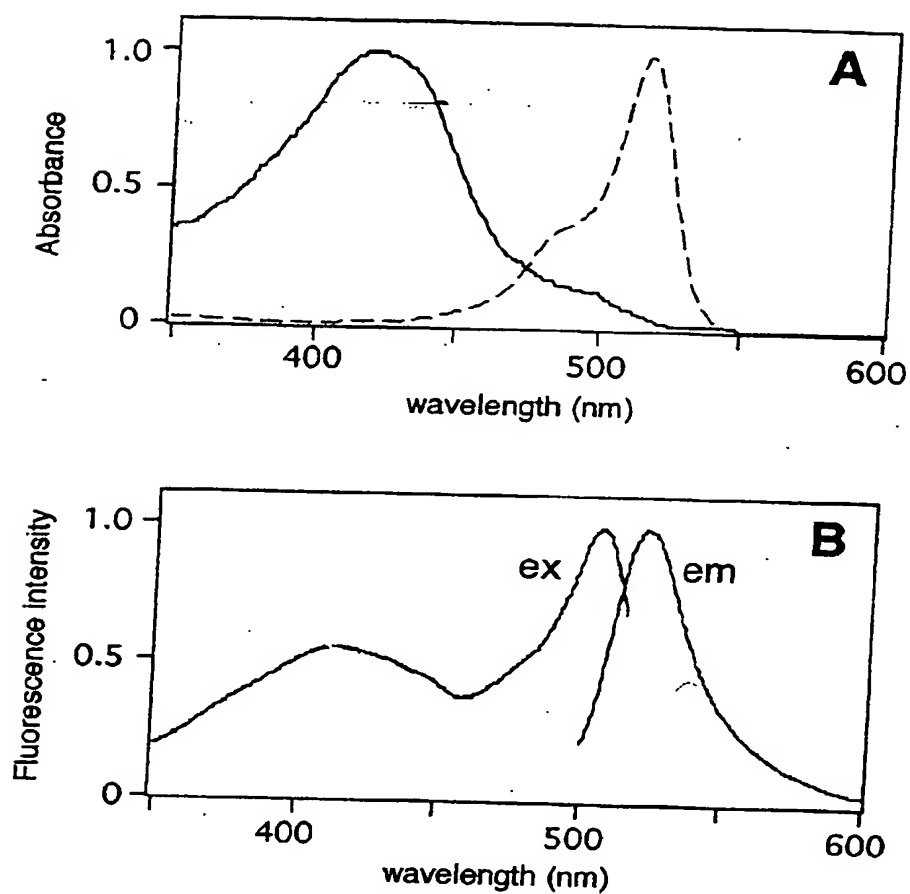 A
Absorbance
1.0
0.5
0
400
500
600
wavelength (nm)
B
Fluorescence intensity
1.0
0.5
0
ex
em
400
500
600
wavelength (nm)